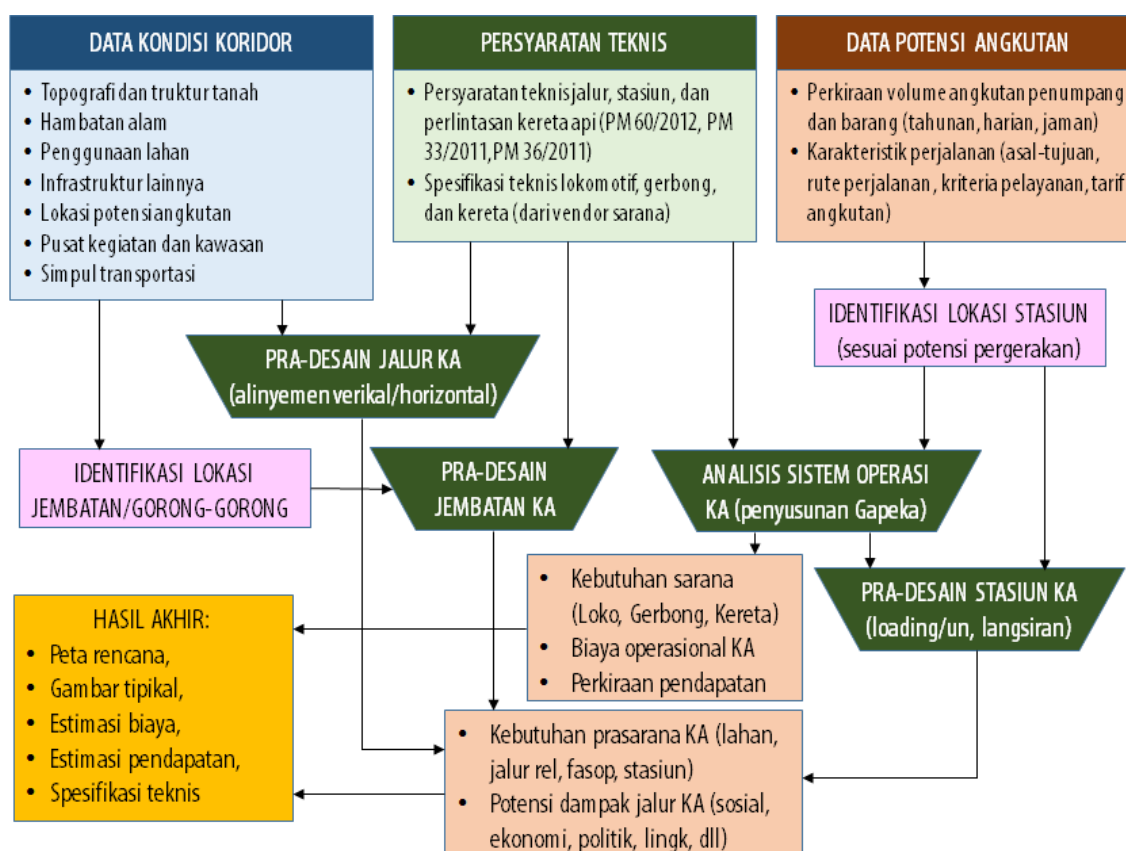 DATA KONDISI KORIDOR
• Topografi dan truktur tanah
• Hambatan alam
• Penggunaan lahan
• Infrastruktur lainnya
• Lokasi potensi angkutan
• Pusat kegiatan dan kawasan
• Simpul transportasi
PERSYARATAN TEKNIS
• Persyaratan teknis jalur, stasiun, dan
perlintasan kereta api (PM 60/2012, PM
33/2011,PM 36/2011)
• Spesifikasi teknis lokomotif, gerbong,
dan kereta (dari vendor sarana)
DATA POTENSI ANGKUTAN
• Perkiraan volume angkutan penumpang
dan barang (tahunan, harian, jaman)
• Karakteristik perjalanan (asal-tujuan,
rute perjalanan, kriteria pelayanan, tarif
angkutan)
IDENTIFIKASI LOKASI STASIUN
(sesuai potensi pergerakan)
PRA-DESAIN JALUR KA
(alinyemen verikal/horizontal)
IDENTIFIKASI LOKASI
JEMBATAN/GORONG-GORONG
PRA-DESAIN
JEMBATAN KA
ANALISIS SISTEM OPERASI
KA (penyusunan Gapeka)
• Kebutuhan sarana
(Loko, Gerbong, Kereta)
• Biaya operasional KA
• Perkiraan pendapatan
PRA-DESAIN STASIUN KA
(loading/un, langsiran)
HASIL AKHIR:
• Peta rencana,
• Gambar tipikal,
• Estimasi biaya,
• Estimasi pendapatan,
• Spesifikasi teknis
• Kebutuhan prasarana KA (lahan,
jalur rel, fasop, stasiun)
• Potensi dampak jalur KA (sosial,
ekonomi, politik, lingk, dll)